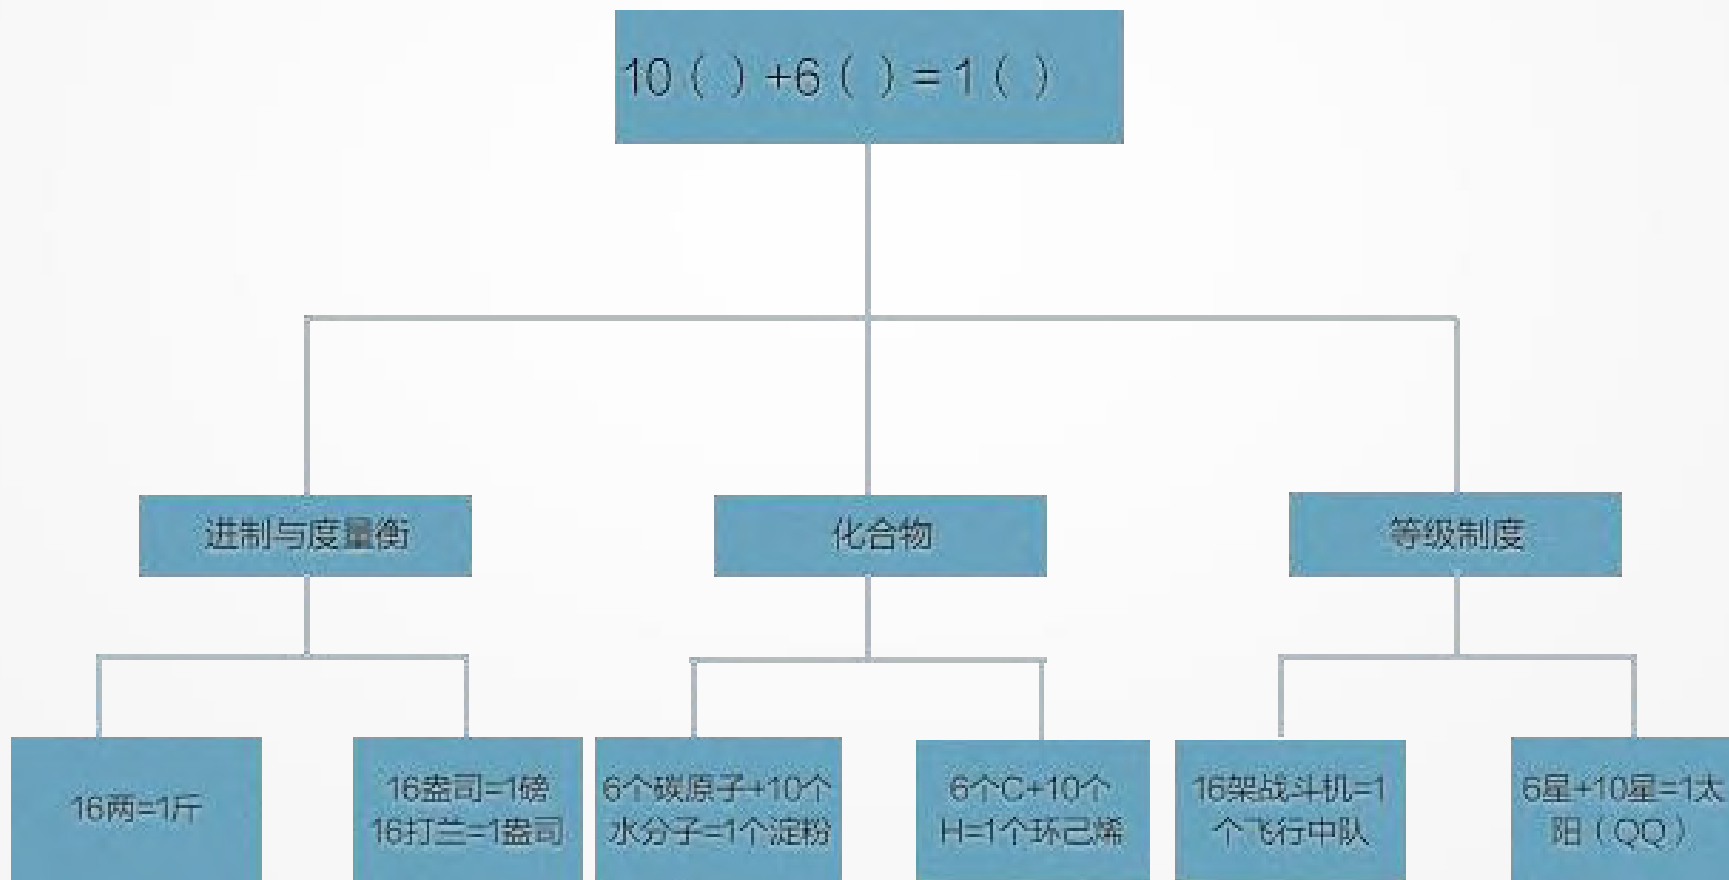 10（ ）+6（ ）= 1（ ）
进制与度量衡
化合物
等级制度
16两=1斤
16盎司=1磅
16打兰=1盎司
6个碳原子+10个
水分子=1个淀粉
6个C+10个
H=1个环己烯
16架战斗机=1
个飞行中队
6星+10星=1太
阳（QQ）